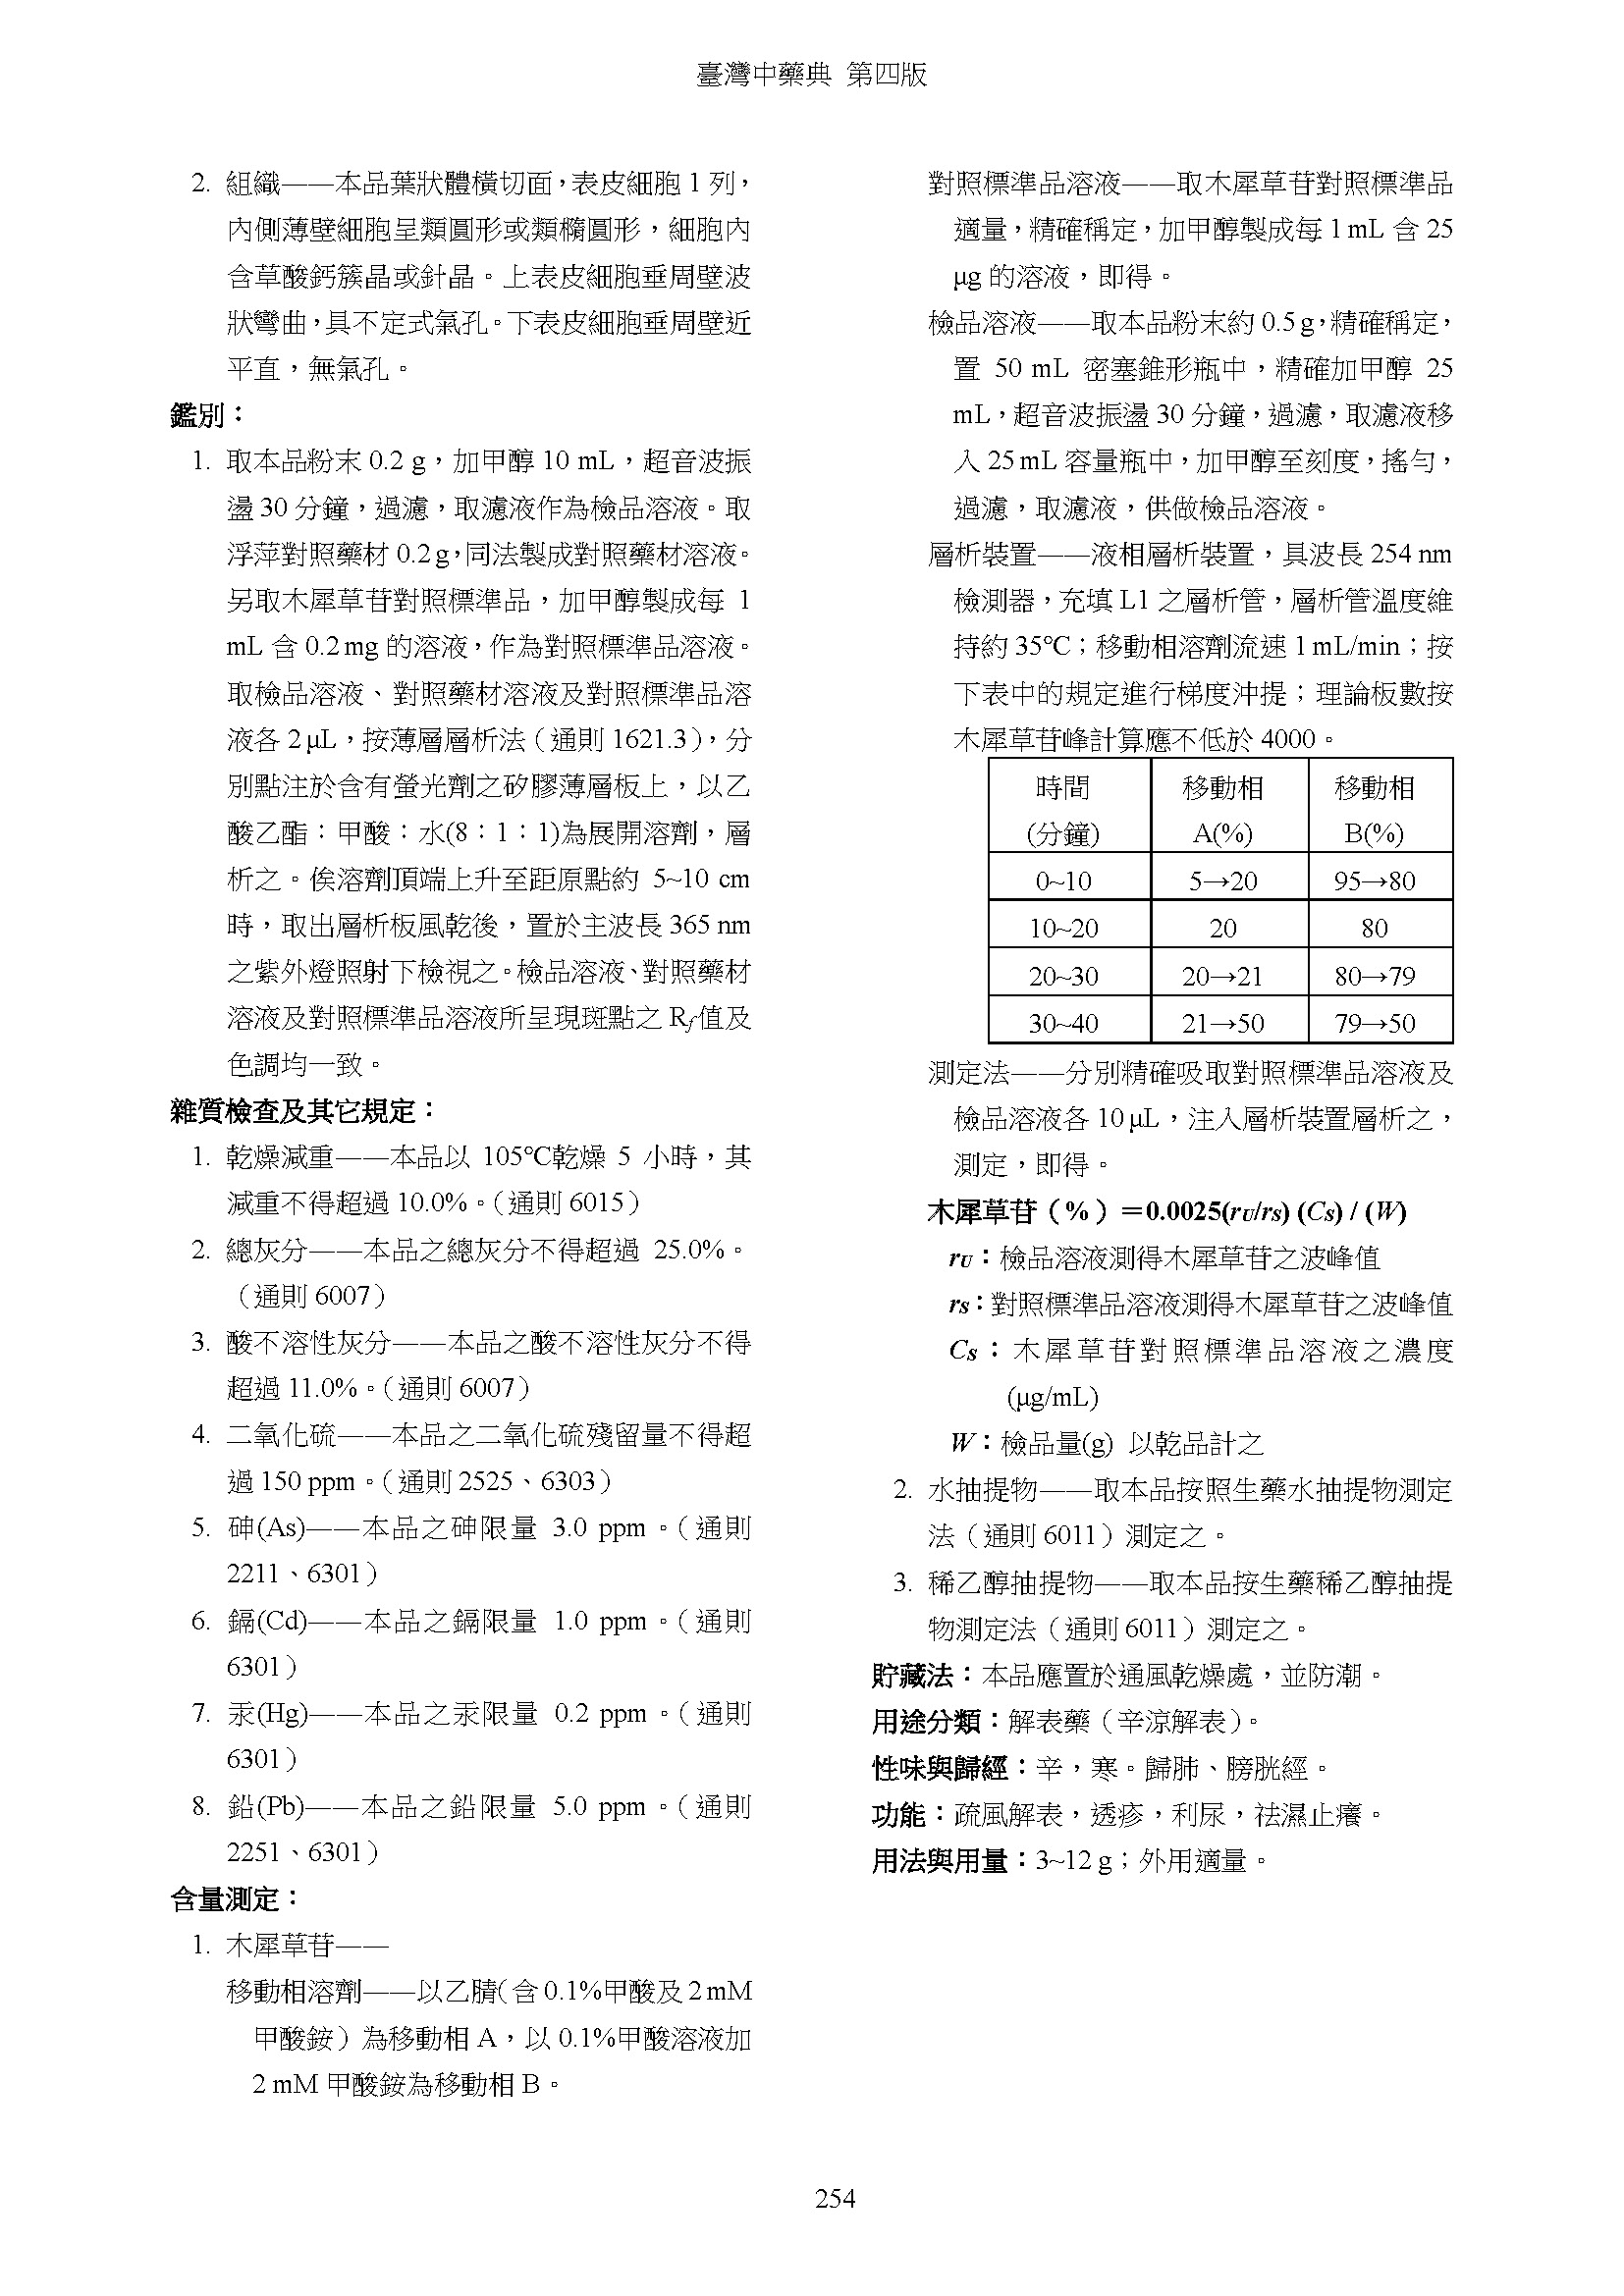 臺灣中藥典 第四版
2. 組織——本品葉狀體橫切面，表皮細胞 1 列，
內側薄壁細胞呈類圓形或類橢圓形，細胞內
含草酸鈣簇晶或針晶。上表皮細胞垂周壁波
狀彎曲，具不定式氣孔。下表皮細胞垂周壁近
平直，無氣孔。
鑑別：
1. 取本品粉末 0.2 g，加甲醇 10 mL，超音波振
盪 30 分鐘，過濾，取濾液作為檢品溶液。取
浮萍對照藥材 0.2 g，同法製成對照藥材溶液。
另取木犀草苷對照標準品，加甲醇製成每 1
mL 含 0.2 mg 的溶液，作為對照標準品溶液。
取檢品溶液、對照藥材溶液及對照標準品溶
液各 2 μL，按薄層層析法（通則 1621.3），分
別點注於含有螢光劑之矽膠薄層板上，以乙
酸乙酯：甲酸：水(8：1：1)為展開溶劑，層
析之。俟溶劑頂端上升至距原點約 5~10 cm
時，取出層析板風乾後，置於主波長 365 nm
之紫外燈照射下檢視之。檢品溶液、對照藥材
溶液及對照標準品溶液所呈現斑點之 Rf值及
色調均一致。
雜質檢查及其它規定：
1. 乾燥減重——本品以 105℃乾燥 5 小時，其
減重不得超過 10.0%。（通則 6015）
2. 總灰分——本品之總灰分不得超過 25.0%。
（通則 6007）
3. 酸不溶性灰分——本品之酸不溶性灰分不得
超過 11.0%。（通則 6007）
4. 二氧化硫——本品之二氧化硫殘留量不得超
過 150 ppm。（通則 2525、6303）
5. 砷(As)——本品之砷限量 3.0 ppm。（通則
2211、6301）
6. 鎘(Cd)——本品之鎘限量 1.0 ppm。（通則
6301）
7. 汞(Hg)——本品之汞限量 0.2 ppm。（通則
6301）
8. 鉛(Pb)——本品之鉛限量 5.0 ppm。（通則
2251、6301）
含量測定：
1. 木犀草苷——
移動相溶劑——以乙腈（含 0.1%甲酸及 2 mM
甲酸銨）為移動相 A，以 0.1%甲酸溶液加
2 mM 甲酸銨為移動相 B。
對照標準品溶液——取木犀草苷對照標準品
適量，精確稱定，加甲醇製成每 1 mL 含 25
μg 的溶液，即得。
檢品溶液——取本品粉末約 0.5 g，精確稱定，
置 50 mL 密塞錐形瓶中，精確加甲醇 25
mL，超音波振盪 30 分鐘，過濾，取濾液移
入 25 mL 容量瓶中，加甲醇至刻度，搖勻，
過濾，取濾液，供做檢品溶液。
層析裝置——液相層析裝置，具波長 254 nm
檢測器，充填 L1 之層析管，層析管溫度維
持約 35℃；移動相溶劑流速 1 mL/min；按
下表中的規定進行梯度沖提；理論板數按
木犀草苷峰計算應不低於 4000。
時間 移動相 移動相
(分鐘) A(%) B(%)
0~10 5→20 95→80
10~20 20 80
20~30 20→21 80→79
30~40 21→50 79→50
測定法——分別精確吸取對照標準品溶液及
檢品溶液各 10 μL，注入層析裝置層析之，
測定，即得。
木犀草苷（%）＝0.0025(rU/rS) (CS) / (W)
rU：檢品溶液測得木犀草苷之波峰值
rS：對照標準品溶液測得木犀草苷之波峰值
CS：木犀草苷對照標準品溶液之濃度
(μg/mL)
W：檢品量(g) 以乾品計之
2. 水抽提物——取本品按照生藥水抽提物測定
法（通則 6011）測定之。
3. 稀乙醇抽提物——取本品按生藥稀乙醇抽提
物測定法（通則 6011）測定之。
貯藏法：本品應置於通風乾燥處，並防潮。
用途分類：解表藥（辛涼解表）。
性味與歸經：辛，寒。歸肺、膀胱經。
功能：疏風解表，透疹，利尿，祛濕止癢。
用法與用量：3~12 g；外用適量。
254